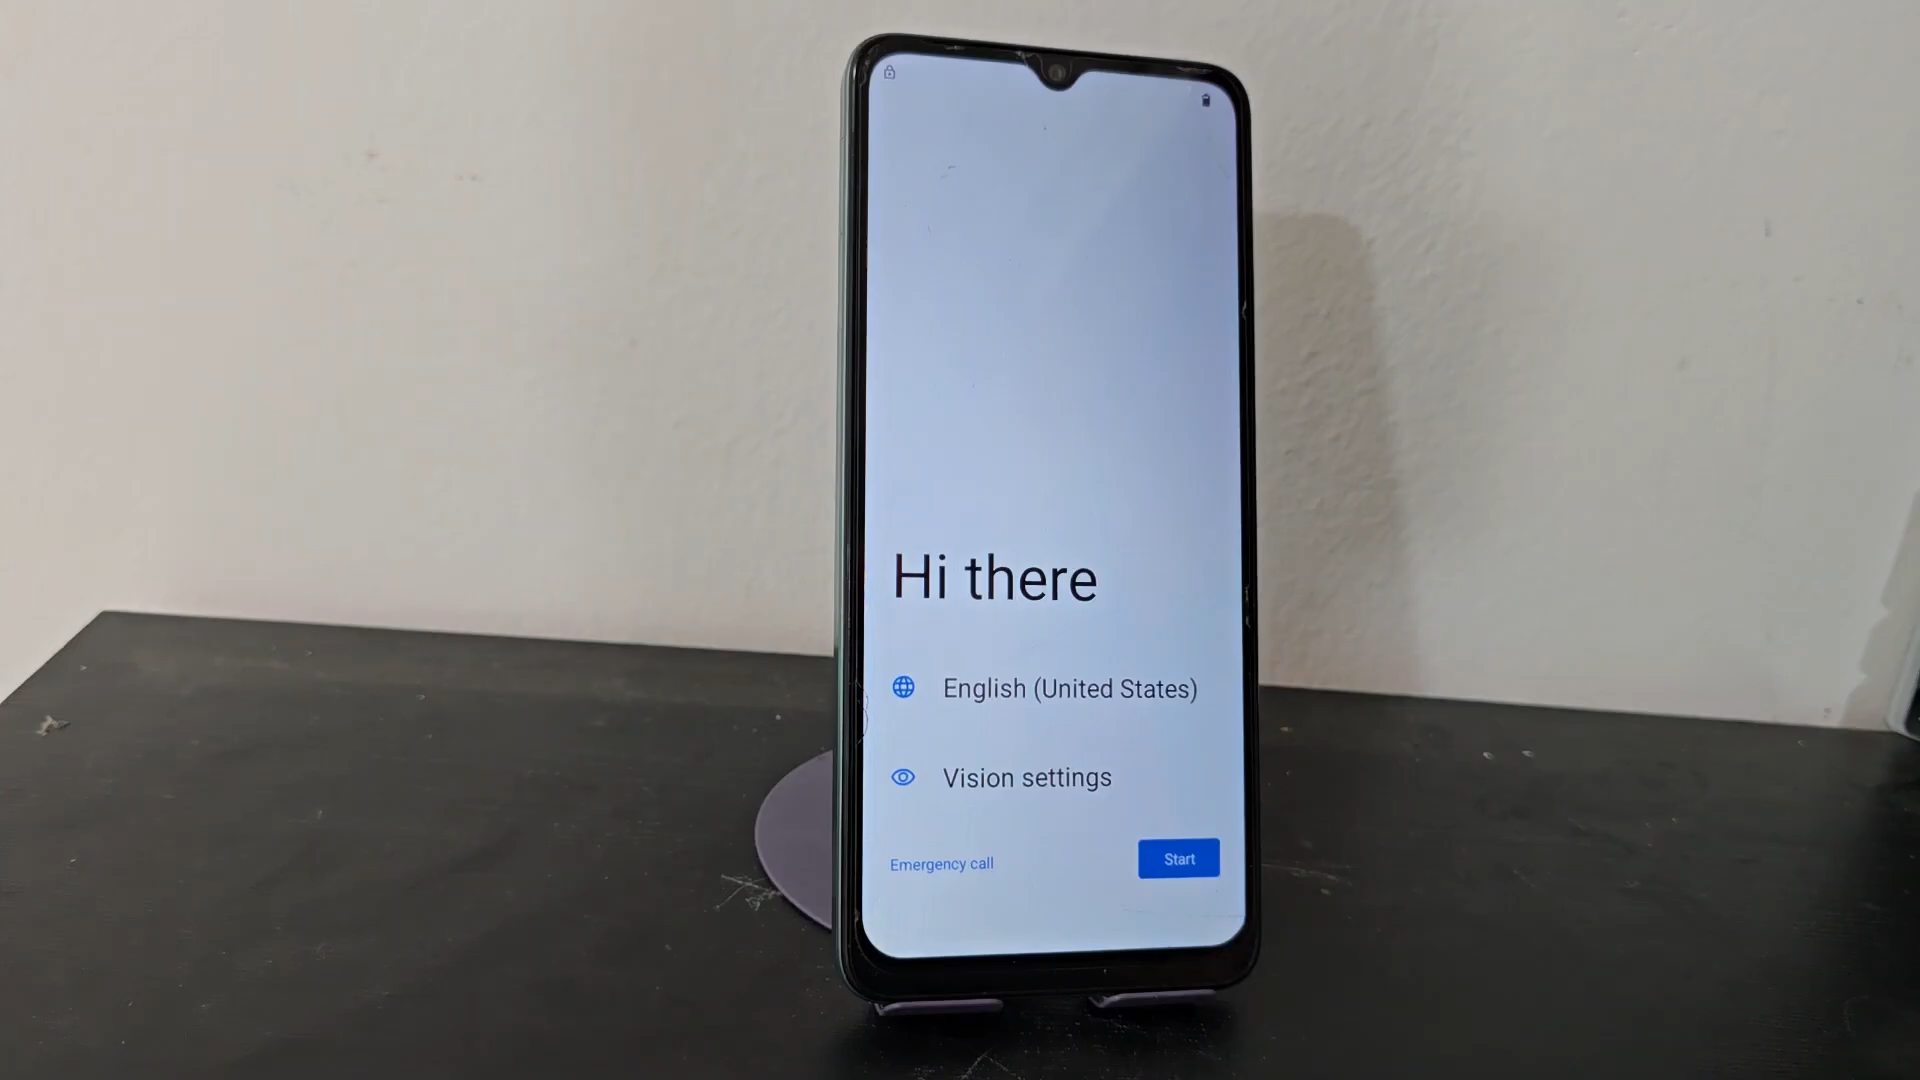 Hi there
English (United States)
Vision settings
Emergency call
Start